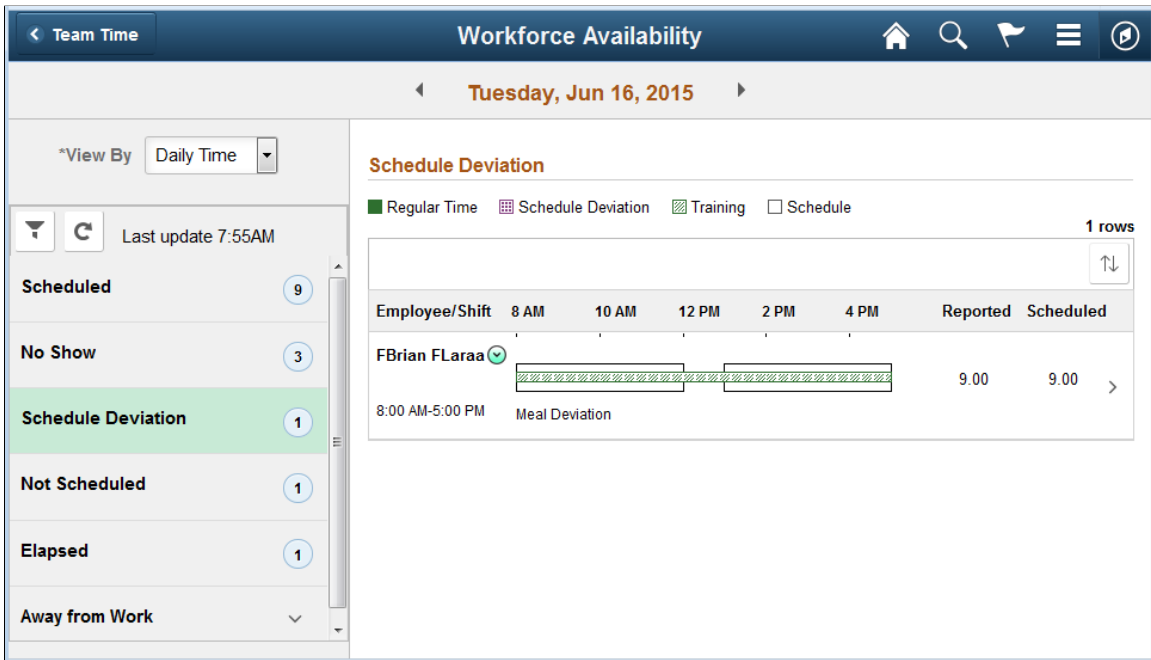 Team Time
Workforce Availability
Tuesday, Jun 16, 2015
*View By Daily Time
Last update 7:55AM
Scheduled 9
No Show 3
Schedule Deviation 1
Not Scheduled 1
Elapsed 1
Away from Work
Schedule Deviation
Regular Time Schedule Deviation Training Schedule
1 rows
Employee/Shift 8 AM 10 AM 12 PM 2 PM 4 PM Reported Scheduled
FBrian FLaraa
9.00 9.00
8:00 AM-5:00 PM Meal Deviation